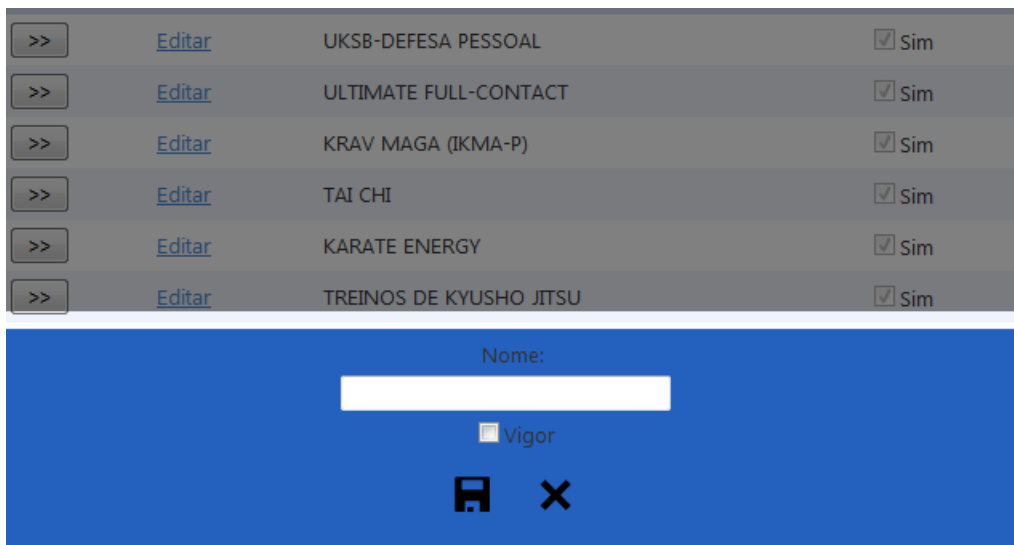 >> Editar UKSB-DEFESA PESSOAL Sim
>> Editar ULTIMATE FULL-CONTACT Sim
>> Editar KRAV MAGA (IKMA-P) Sim
>> Editar TAI CHI Sim
>> Editar KARATE ENERGY Sim
>> Editar TREINOS DE KYUSHO JITSU Sim
Nome:
Vigor